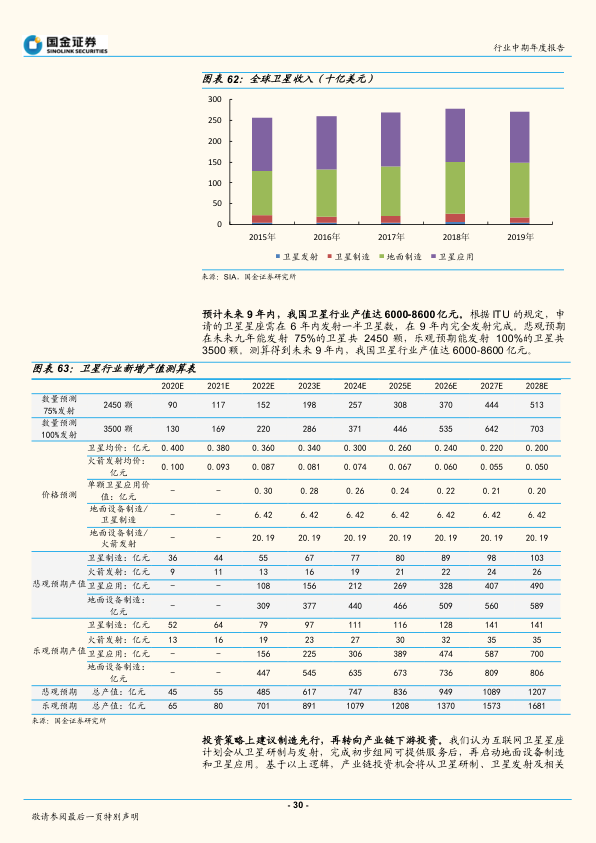 国金证券
SINOLINK SECURITIES
行业中期年度报告
图表 62：全球卫星收入（十亿美元）
300
250
200
150
100
50
0
2015年 2016年 2017年 2018年 2019年
卫星发射 卫星制造 地面制造 卫星应用
来源：SIA、国金证券研究所
预计未来 9 年内，我国卫星行业产值达 6000-8600 亿元。根据 ITU 的规定，申
请的卫星星座需在 6 年内发射一半卫星数，在 9 年内完全发射完成。悲观预期
在未来九年能发射 75%的卫星共 2450 颗，乐观预期能发射 100%的卫星共
3500 颗。测算得到未来 9 年内，我国卫星行业产值达 6000-8600 亿元。
图表 63：卫星行业新增产值测算表
2020E 2021E 2022E 2023E 2024E 2025E 2026E 2027E 2028E
数量预测
75%发射 2450 颗 90 117 152 198 257 308 370 444 513
数量预测
100%发射 3500 颗 130 169 220 286 371 446 535 642 703
价格预测 卫星均价：亿元 0.400 0.380 0.360 0.340 0.300 0.260 0.240 0.220 0.200
火箭发射均价：
亿元 0.100 0.093 0.087 0.081 0.074 0.067 0.060 0.055 0.050
单颗卫星应用价
值：亿元 - - 0.30 0.28 0.26 0.24 0.22 0.21 0.20
地面设备制造/
卫星制造 - - 6.42 6.42 6.42 6.42 6.42 6.42 6.42
地面设备制造/
火箭发射 - - 20.19 20.19 20.19 20.19 20.19 20.19 20.19
悲观预期产值 卫星制造：亿元 36 44 55 67 77 80 89 98 103
火箭发射：亿元 9 11 13 16 19 21 22 24 26
卫星应用：亿元 - - 108 156 212 269 328 407 490
地面设备制造：
亿元 - - 309 377 440 466 509 560 589
乐观预期产值 卫星制造：亿元 52 64 79 97 111 116 128 141 141
火箭发射：亿元 13 16 19 23 27 30 32 35 35
卫星应用：亿元 - - 156 225 306 389 474 587 700
地面设备制造：
亿元 - - 447 545 635 673 736 809 806
悲观预期 总产值：亿元 45 55 485 617 747 836 949 1089 1207
乐观预期 总产值：亿元 65 80 701 891 1079 1208 1370 1573 1681
来源：国金证券研究所
投资策略上建议制造先行，再转向产业链下游投资。我们认为互联网卫星星座
计划会从卫星研制与发射，完成初步组网可提供服务后，再启动地面设备制造
和卫星应用。基于以上逻辑，产业链投资机会将从卫星研制、卫星发射及相关
- 30 -
敬请参阅最后一页特别声明